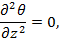 ∂²θ/∂z² = 0,